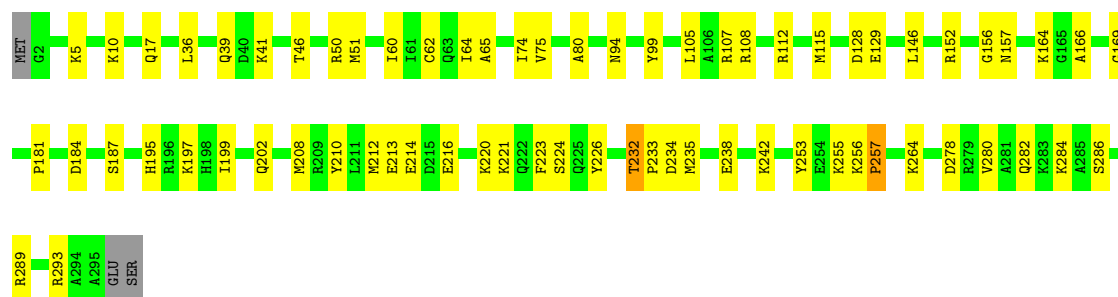 MET G2 K5 K10 Q17 L36 Q39 D40 K41 T46 R50 M51 I60 I61 C62 Q63 I64 A65 I74 V75 A80 N94 Y99 L105 A106 R107 R108 R112 M115 D128 E129 L146 R152 G156 N157 K164 G165 A166 G169
P181 D184 S187 H195 R196 K197 H198 I199 Q202 M208 R209 Y210 L211 M212 E213 E214 D215 E216 K220 K221 Q222 F223 S224 Q225 Y226 T232 P233 D234 M235 E238 K242 Y253 E254 K255 K256 P257 K264 D278 R279 V280 A281 Q282 K283 K284 A285 S286
R289 R293 A294 A295 GLU SER